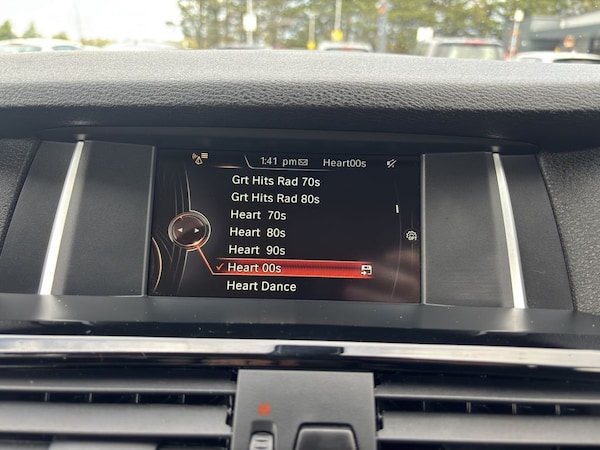 1:41 pm Heart00s
Grt Hits Rad 70s
Grt Hits Rad 80s
Heart 70s
Heart 80s
Heart 90s
Heart 00s
Heart Dance